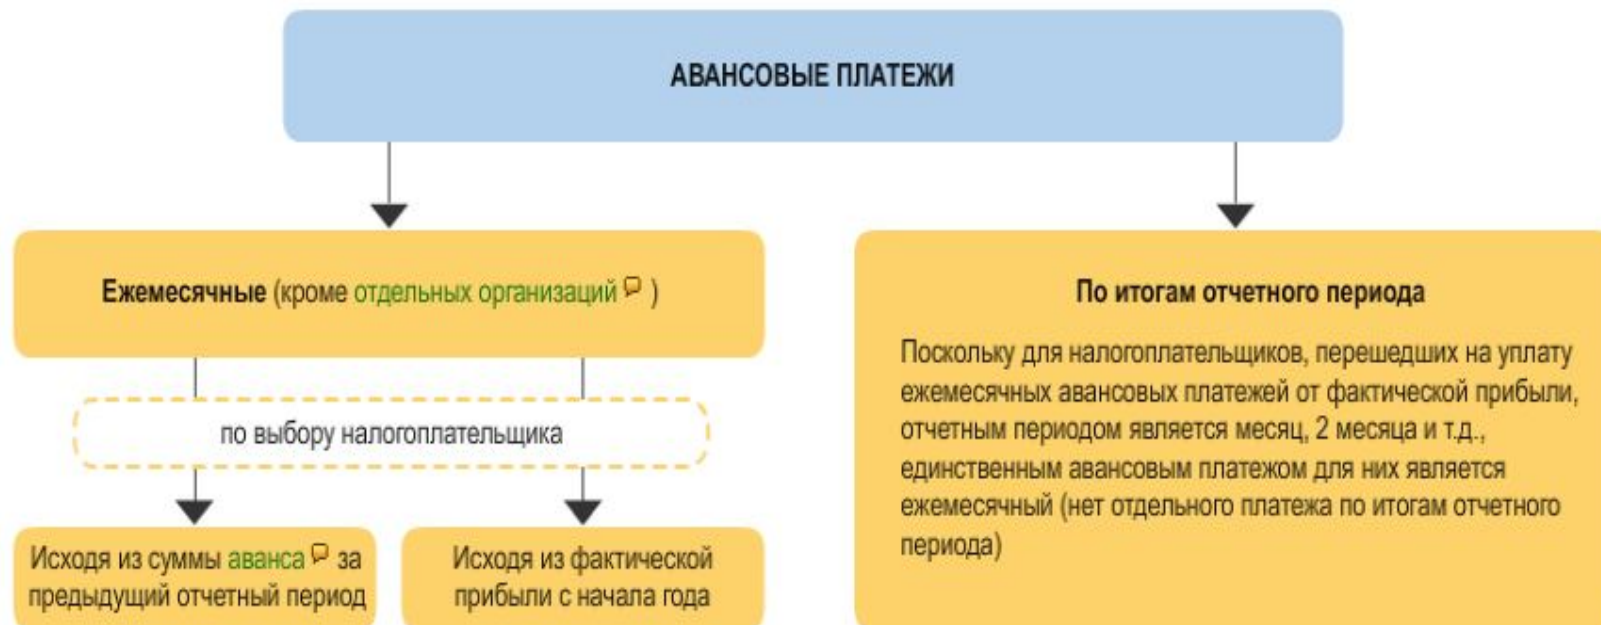 АВАНСОВЫЕ ПЛАТЕЖИ
Ежемесячные (кроме отдельных организаций )
по выбору налогоплательщика
Исходя из суммы аванса за
предыдущий отчетный период
Исходя из фактической
прибыли с начала года
По итогам отчетного периода
Поскольку для налогоплательщиков, перешедших на уплату
ежемесячных авансовых платежей от фактической прибыли,
отчетным периодом является месяц, 2 месяца и т.д.,
единственным авансовым платежом для них является
ежемесячный (нет отдельного платежа по итогам отчетного
периода)